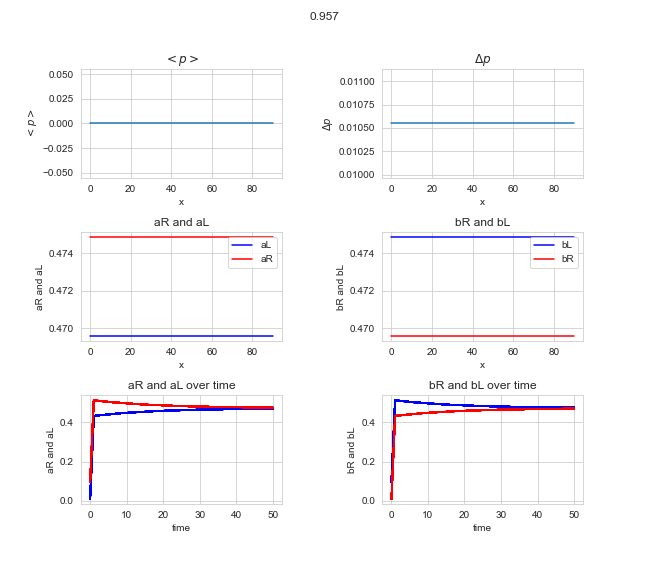 0.957
< p >
Δp
0.050
0.025
0.000
−0.025
−0.050
< p >
0 20 40 60 80
x
0.01100
0.01075
0.01050
0.01025
0.01000
Δp
0 20 40 60 80
x
aR and aL
bR and bL
0.474
0.472
0.470
aR and aL
aL
aR
0 20 40 60 80
x
0.474
0.472
0.470
bR and bL
bL
bR
0 20 40 60 80
x
aR and aL over time
bR and bL over time
0.4
0.2
0.0
aR and aL
0 10 20 30 40 50
time
0.4
0.2
0.0
bR and bL
0 10 20 30 40 50
time